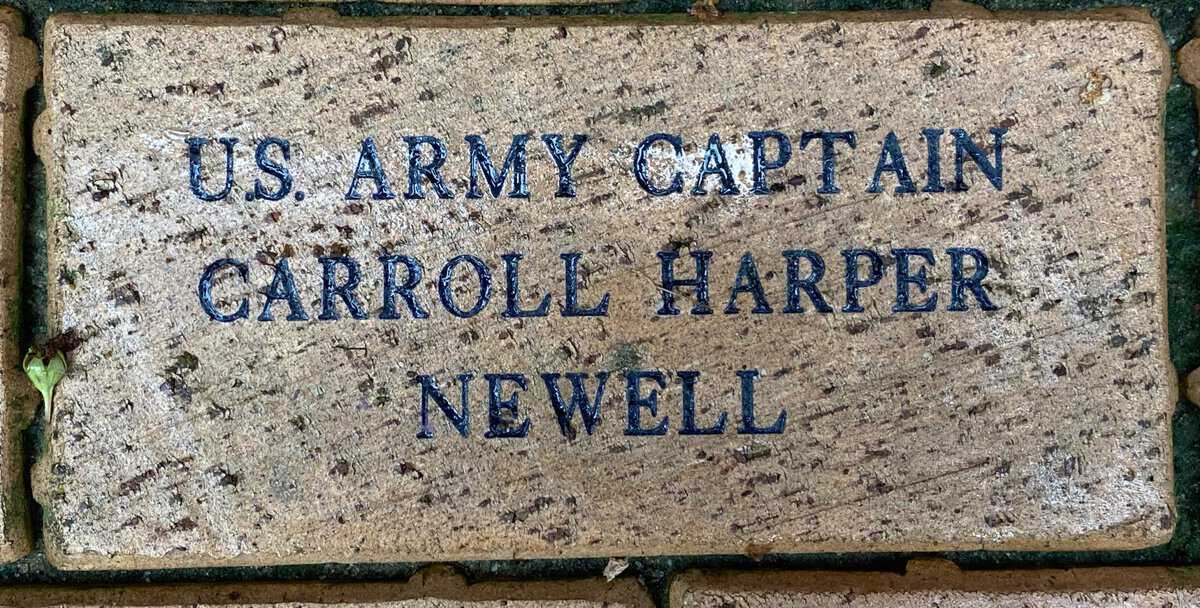 U.S. ARMY CAPTAIN
CARROLL HARPER
NEWELL